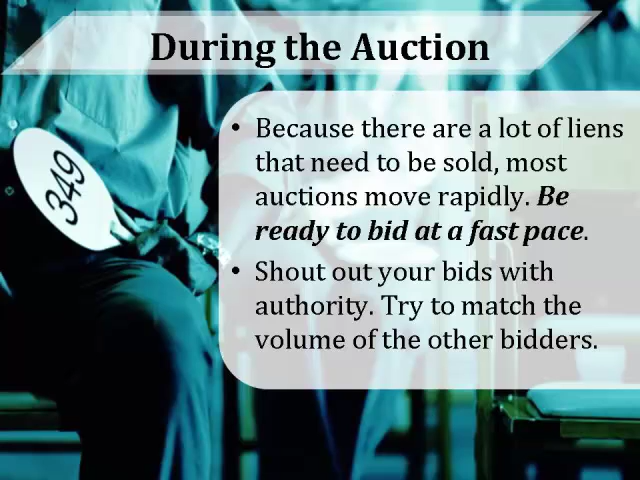 During the Auction
• Because there are a lot of liens
that need to be sold, most
auctions move rapidly. Be
ready to bid at a fast pace.
• Shout out your bids with
authority. Try to match the
volume of the other bidders.
349